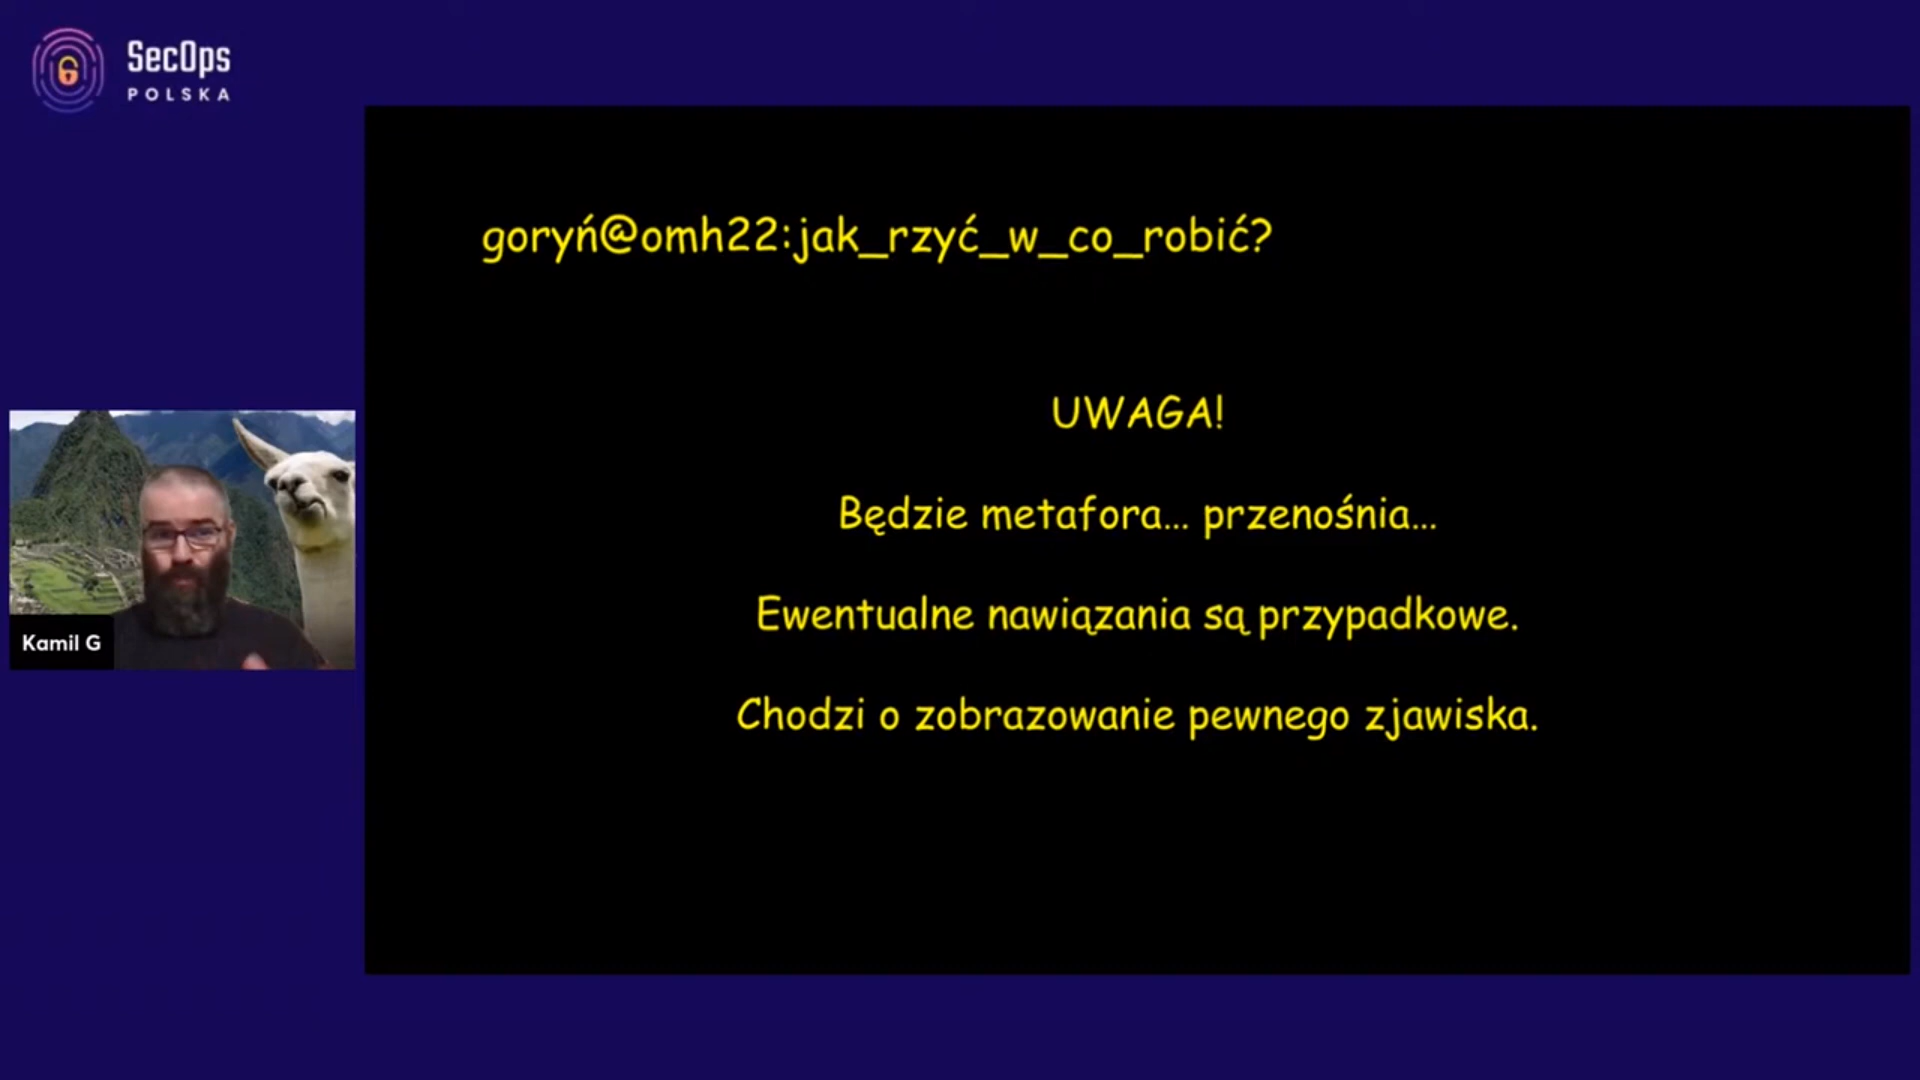 SecOps
POLSKA
goryń@omh22:jak_rzyć_w_co_robić?
UWAGA!
Będzie metafora... przenośnia...
Ewentualne nawiązania są przypadkowe.
Chodzi o zobrazowanie pewnego zjawiska.
Kamil G